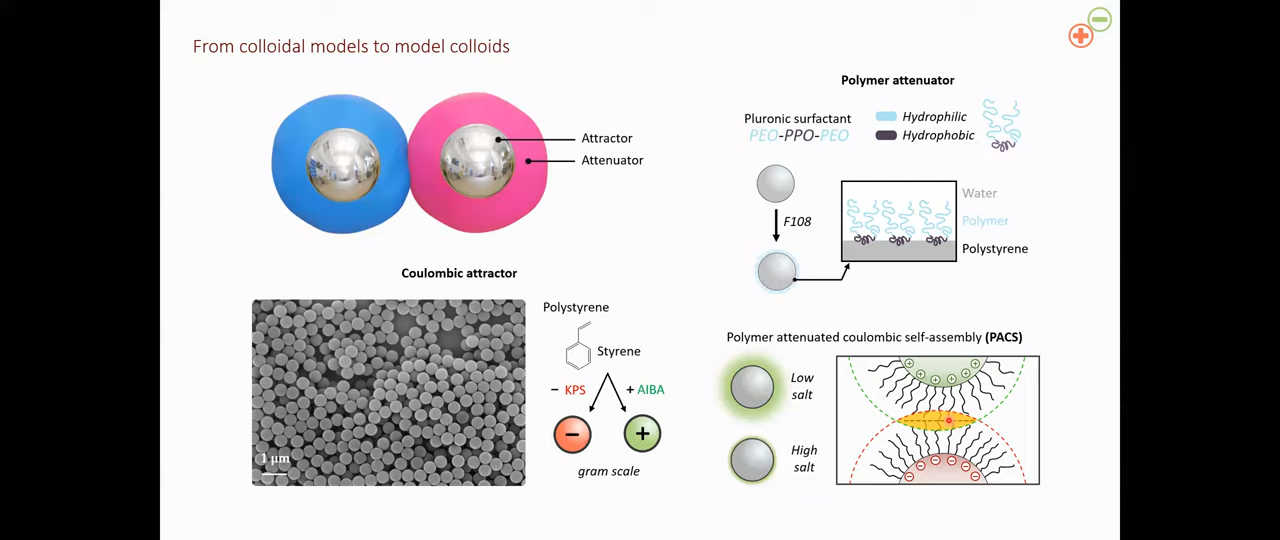 From colloidal models to model colloids
Attractor
Attenuator
Coulombic attractor
1 μm
Polystyrene
Styrene
− KPS
+ AIBA
−
+
gram scale
Polymer attenuator
Pluronic surfactant
PEO-PPO-PEO
Hydrophilic
Hydrophobic
F108
Water
Polymer
Polystyrene
Polymer attenuated coulombic self-assembly (PACS)
Low
salt
High
salt